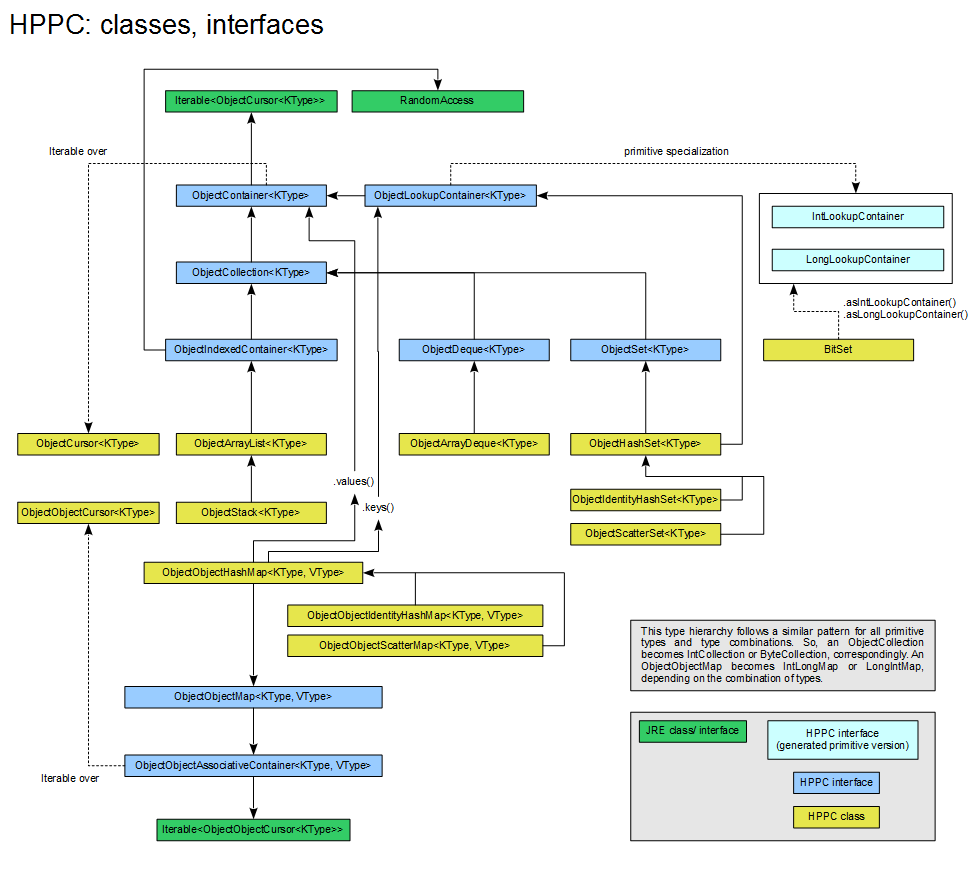 HPPC: classes, interfaces
Iterable<ObjectCursor<KType>>
RandomAccess
Iterable over
primitive specialization
ObjectContainer<KType>
ObjectLookupContainer<KType>
IntLookupContainer
LongLookupContainer
ObjectCollection<KType>
.asIntLookupContainer()
.asLongLookupContainer()
ObjectIndexedContainer<KType>
ObjectDeque<KType>
ObjectSet<KType>
BitSet
ObjectCursor<KType>
ObjectArrayList<KType>
ObjectArrayDeque<KType>
ObjectHashSet<KType>
.values()
.keys()
ObjectIdentityHashSet<KType>
ObjectObjectCursor<KType>
ObjectStack<KType>
ObjectScatterSet<KType>
ObjectObjectHashMap<KType, VType>
ObjectObjectIdentityHashMap<KType, VType>
ObjectObjectScatterMap<KType, VType>
This type hierarchy follows a similar pattern for all primitive
types and type combinations. So, an ObjectCollection
becomes IntCollection or ByteCollection, correspondingly. An
ObjectObjectMap becomes IntLongMap or LongIntMap,
depending on the combination of types.
ObjectObjectMap<KType, VType>
ObjectObjectAssociativeContainer<KType, VType>
Iterable over
Iterable<ObjectObjectCursor<KType>>
JRE class/ interface
HPPC interface
(generated primitive version)
HPPC interface
HPPC class